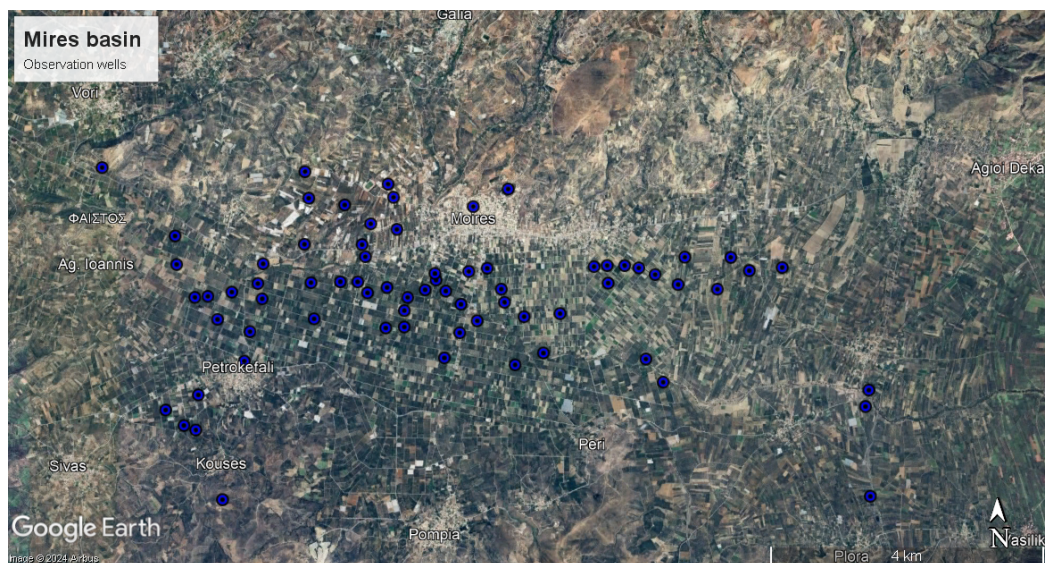 Galia
Mires basin
Observation wells
Vori
Agioi Deka
ΦΑΙΣΤΟΣ
Moires
Ag. Ioannis
Petrokefali
Peri
Sivas
Kouses
Google Earth
Pompia
N
Vasilik
Image © 2024 Airbus
Plora
4 km